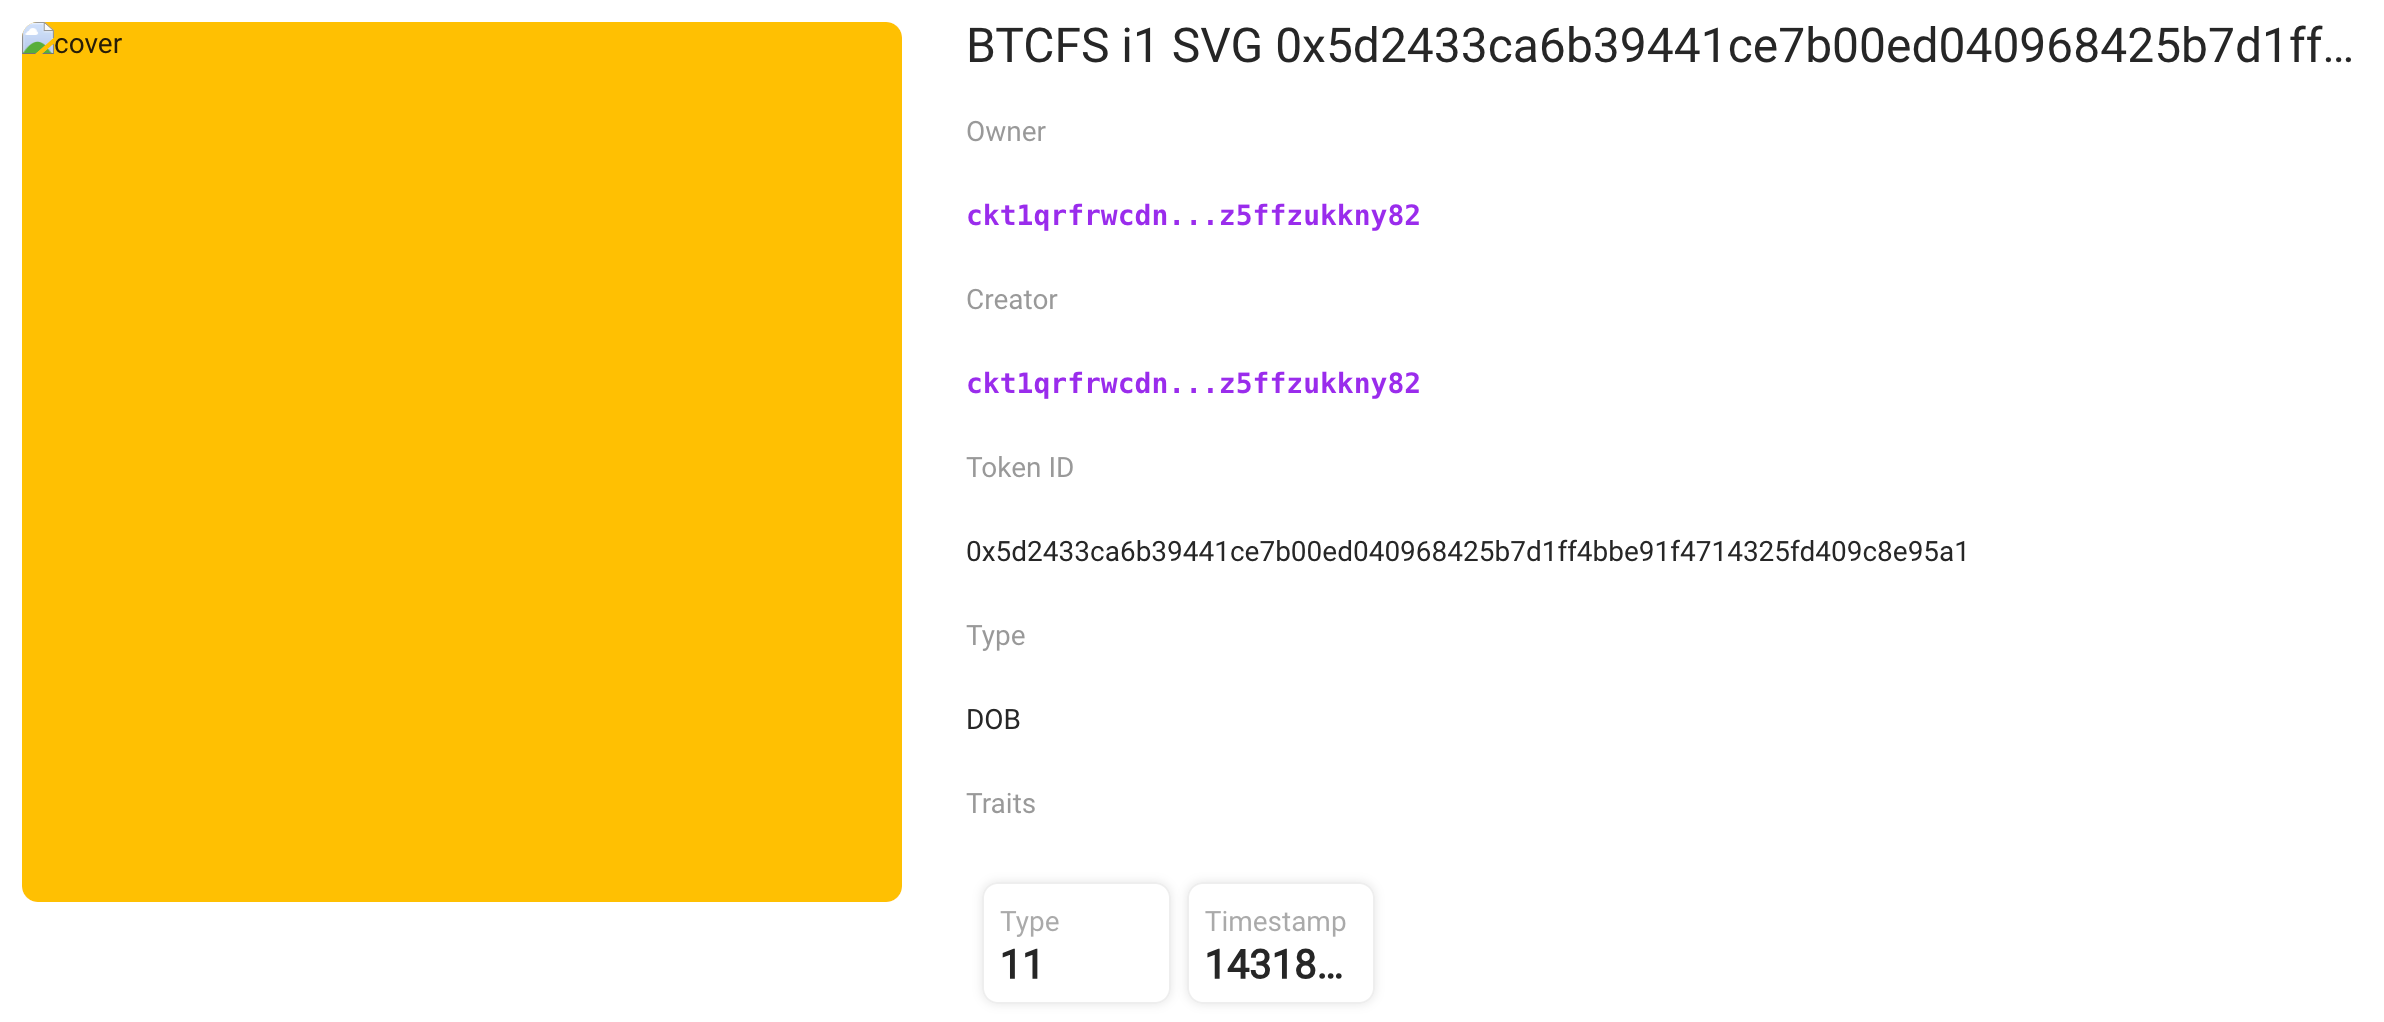 cover
BTCFS i1 SVG 0x5d2433ca6b39441ce7b00ed040968425b7d1ff...
Owner
ckt1qrfrwcdn...z5ffzukkny82
Creator
ckt1qrfrwcdn...z5ffzukkny82
Token ID
0x5d2433ca6b39441ce7b00ed040968425b7d1ff4bbe91f4714325fd409c8e95a1
Type
DOB
Traits
Type
11
Timestamp
14318...